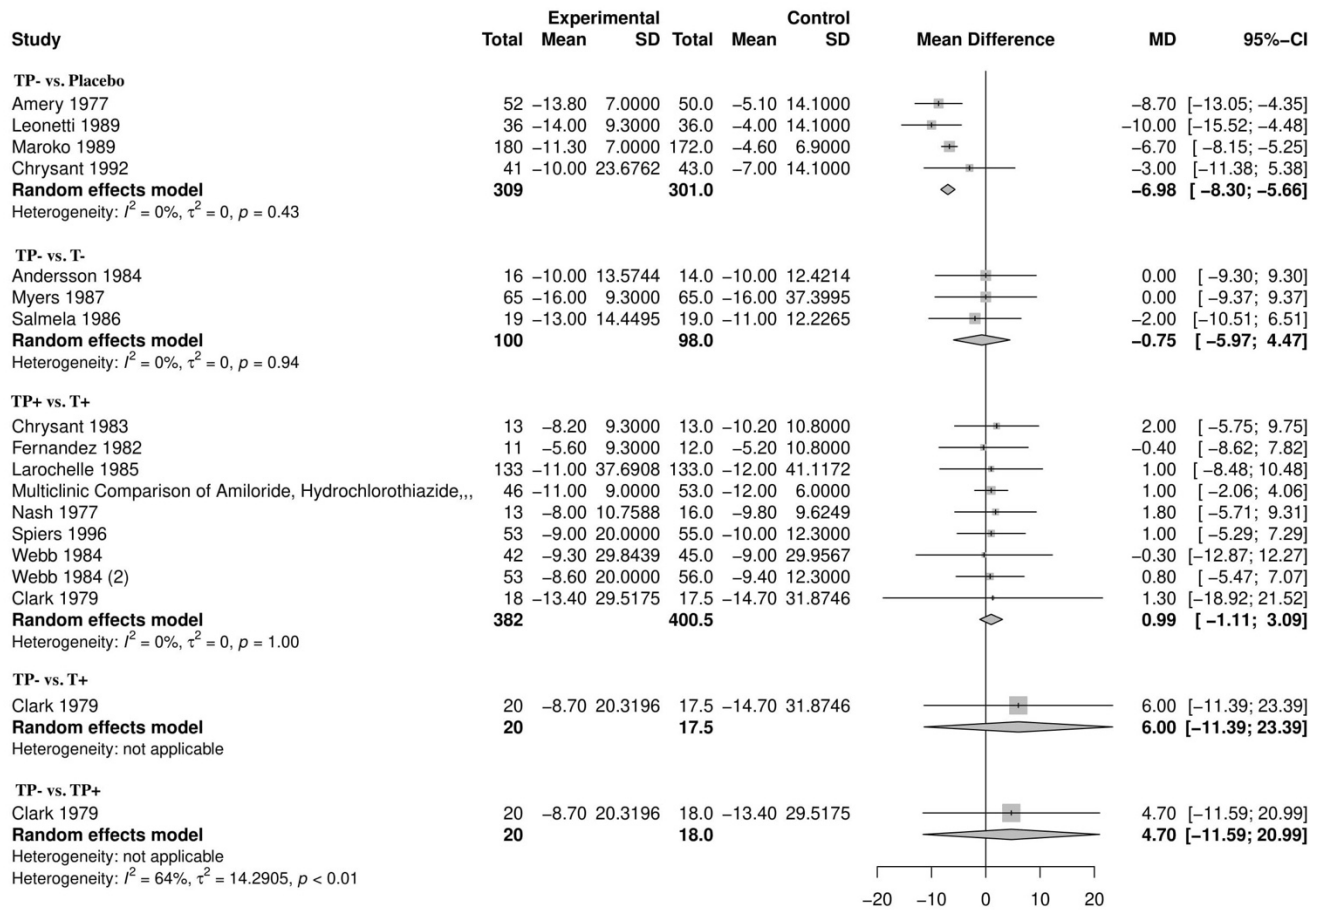 Experimental Control
Study Total Mean SD Total Mean SD Mean Difference MD 95%−CI
TP- vs. Placebo
Amery 1977 52 −13.80 7.0000 50.0 −5.10 14.1000 −8.70 [−13.05; −4.35]
Leonetti 1989 36 −14.00 9.3000 36.0 −4.00 14.1000 −10.00 [−15.52; −4.48]
Maroko 1989 180 −11.30 7.0000 172.0 −4.60 6.9000 −6.70 [ −8.15; −5.25]
Chrysant 1992 41 −10.00 23.6762 43.0 −7.00 14.1000 −3.00 [−11.38; 5.38]
Random effects model 309 301.0 −6.98 [ −8.30; −5.66]
Heterogeneity: I² = 0%, τ² = 0, p = 0.43
TP- vs. T-
Andersson 1984 16 −10.00 13.5744 14.0 −10.00 12.4214 0.00 [ −9.30; 9.30]
Myers 1987 65 −16.00 9.3000 65.0 −16.00 37.3995 0.00 [ −9.37; 9.37]
Salmela 1986 19 −13.00 14.4495 19.0 −11.00 12.2265 −2.00 [−10.51; 6.51]
Random effects model 100 98.0 −0.75 [ −5.97; 4.47]
Heterogeneity: I² = 0%, τ² = 0, p = 0.94
TP+ vs. T+
Chrysant 1983 13 −8.20 9.3000 13.0 −10.20 10.8000 2.00 [ −5.75; 9.75]
Fernandez 1982 11 −5.60 9.3000 12.0 −5.20 10.8000 −0.40 [ −8.62; 7.82]
Larochelle 1985 133 −11.00 37.6908 133.0 −12.00 41.1172 1.00 [ −8.48; 10.48]
Multiclinic Comparison of Amiloride, Hydrochlorothiazide,,, 46 −11.00 9.0000 53.0 −12.00 6.0000 1.00 [ −2.06; 4.06]
Nash 1977 13 −8.00 10.7588 16.0 −9.80 9.6249 1.80 [ −5.71; 9.31]
Spiers 1996 53 −9.00 20.0000 55.0 −10.00 12.3000 1.00 [ −5.29; 7.29]
Webb 1984 42 −9.30 29.8439 45.0 −9.00 29.9567 −0.30 [−12.87; 12.27]
Webb 1984 (2) 53 −8.60 20.0000 56.0 −9.40 12.3000 0.80 [ −5.47; 7.07]
Clark 1979 18 −13.40 29.5175 17.5 −14.70 31.8746 1.30 [−18.92; 21.52]
Random effects model 382 400.5 0.99 [ −1.11; 3.09]
Heterogeneity: I² = 0%, τ² = 0, p = 1.00
TP- vs. T+
Clark 1979 20 −8.70 20.3196 17.5 −14.70 31.8746 6.00 [−11.39; 23.39]
Random effects model 20 17.5 6.00 [−11.39; 23.39]
Heterogeneity: not applicable
TP- vs. TP+
Clark 1979 20 −8.70 20.3196 18.0 −13.40 29.5175 4.70 [−11.59; 20.99]
Random effects model 20 18.0 4.70 [−11.59; 20.99]
Heterogeneity: not applicable
Heterogeneity: I² = 64%, τ² = 14.2905, p < 0.01
−20 −10 0 10 20